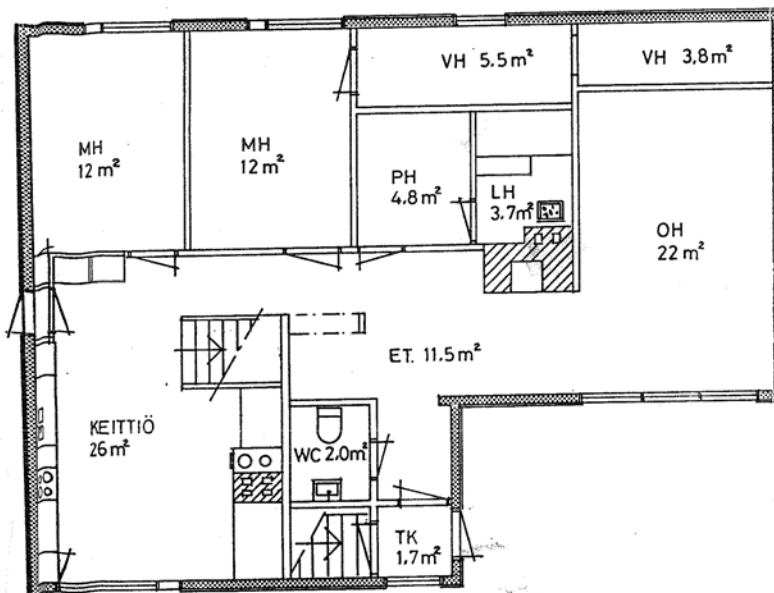 VH 5.5m²
VH 3,8m²
MH
12 m²
MH
12 m²
PH
4.8m²
LH
3.7m²
OH
22 m²
ET. 11.5m²
KEITTIÖ
26m²
WC 2.0m²
TK
1,7m²